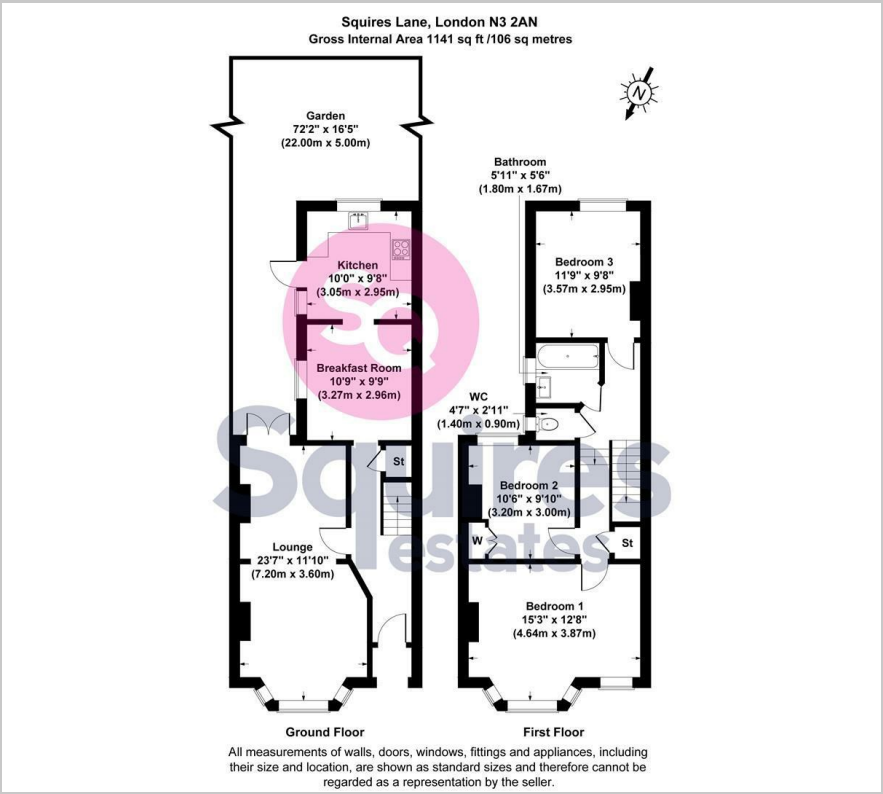 Squires Lane, London N3 2AN
Gross Internal Area 1141 sq ft /106 sq metres
Garden
72'2" x 16'5"
(22.00m x 5.00m)
N
Bathroom
5'11" x 5'6"
(1.80m x 1.67m)
Kitchen
10'0" x 9'8"
(3.05m x 2.95m)
Bedroom 3
11'9" x 9'8"
(3.57m x 2.95m)
SQ
Breakfast Room
10'9" x 9'9"
(3.27m x 2.96m)
WC
4'7" x 2'11"
(1.40m x 0.90m)
Squires
estates
St
Bedroom 2
10'6" x 9'10"
(3.20m x 3.00m)
W
St
Lounge
23'7" x 11'10"
(7.20m x 3.60m)
Bedroom 1
15'3" x 12'8"
(4.64m x 3.87m)
Ground Floor
First Floor
All measurements of walls, doors, windows, fittings and appliances, including
their size and location, are shown as standard sizes and therefore cannot be
regarded as a representation by the seller.